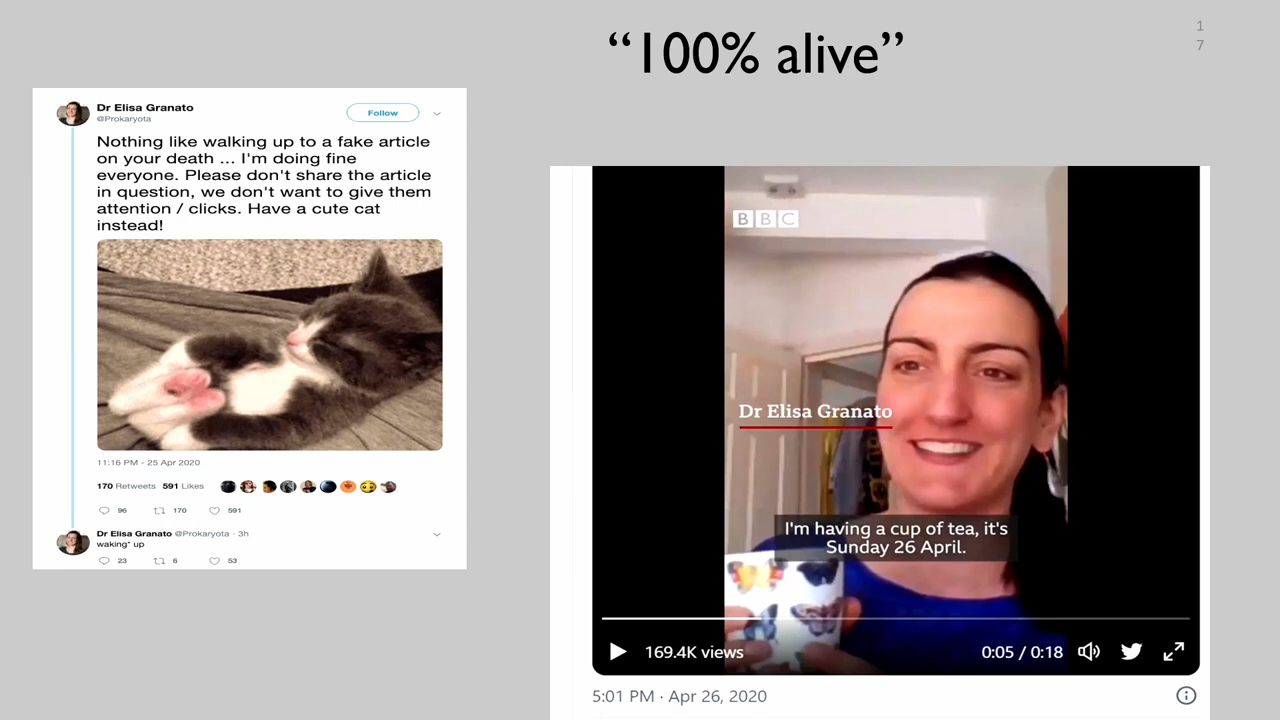 “100% alive”
1
7
Dr Elisa Granato
@Prokaryota
Follow
Nothing like walking up to a fake article
on your death ... I'm doing fine
everyone. Please don't share the article
in question, we don't want to give them
attention / clicks. Have a cute cat
instead!
11:16 PM - 25 Apr 2020
170 Retweets 591 Likes
96 170 591
Dr Elisa Granato @Prokaryota · 3h
waking* up
23 6 53
BBC
Dr Elisa Granato
I'm having a cup of tea, it's
Sunday 26 April.
169.4K views 0:05 / 0:18
5:01 PM · Apr 26, 2020